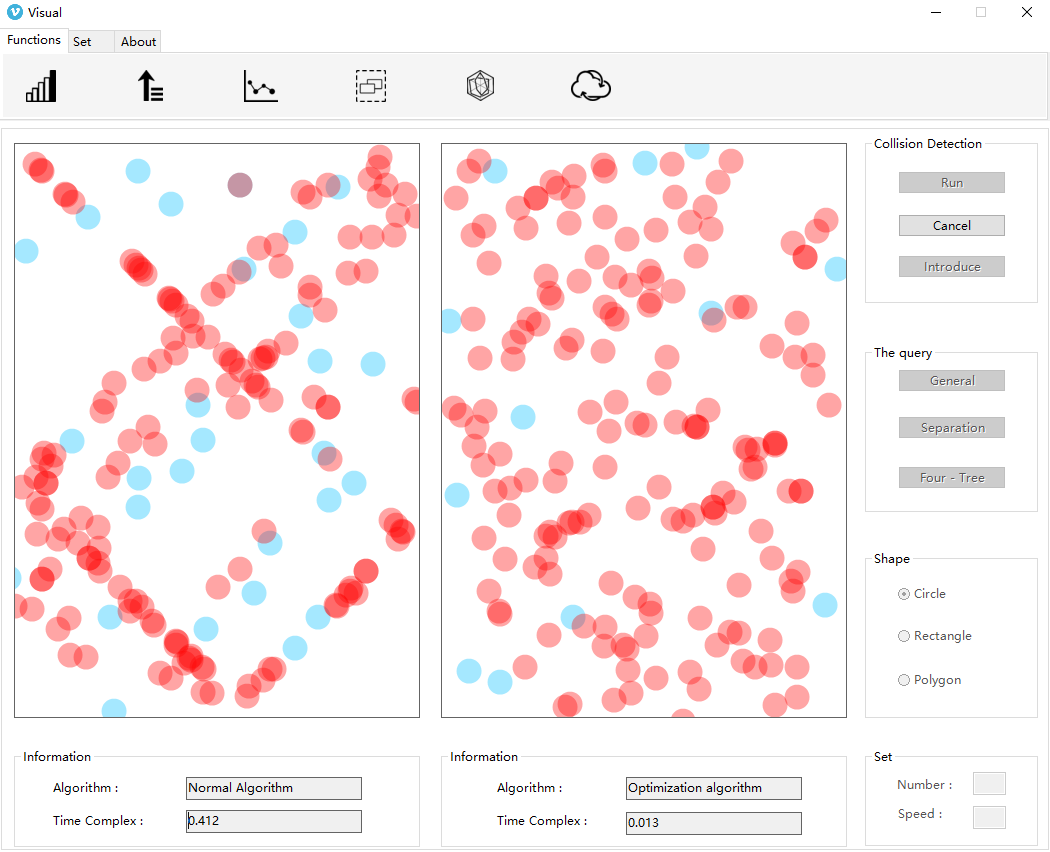 Visual
Functions Set About
Collision Detection
Run
Cancel
Introduce
The query
General
Separation
Four - Tree
Shape
Circle
Rectangle
Polygon
Information
Algorithm : Normal Algorithm
Time Complex : 0.412
Information
Algorithm : Optimization algorithm
Time Complex : 0.013
Set
Number :
Speed :